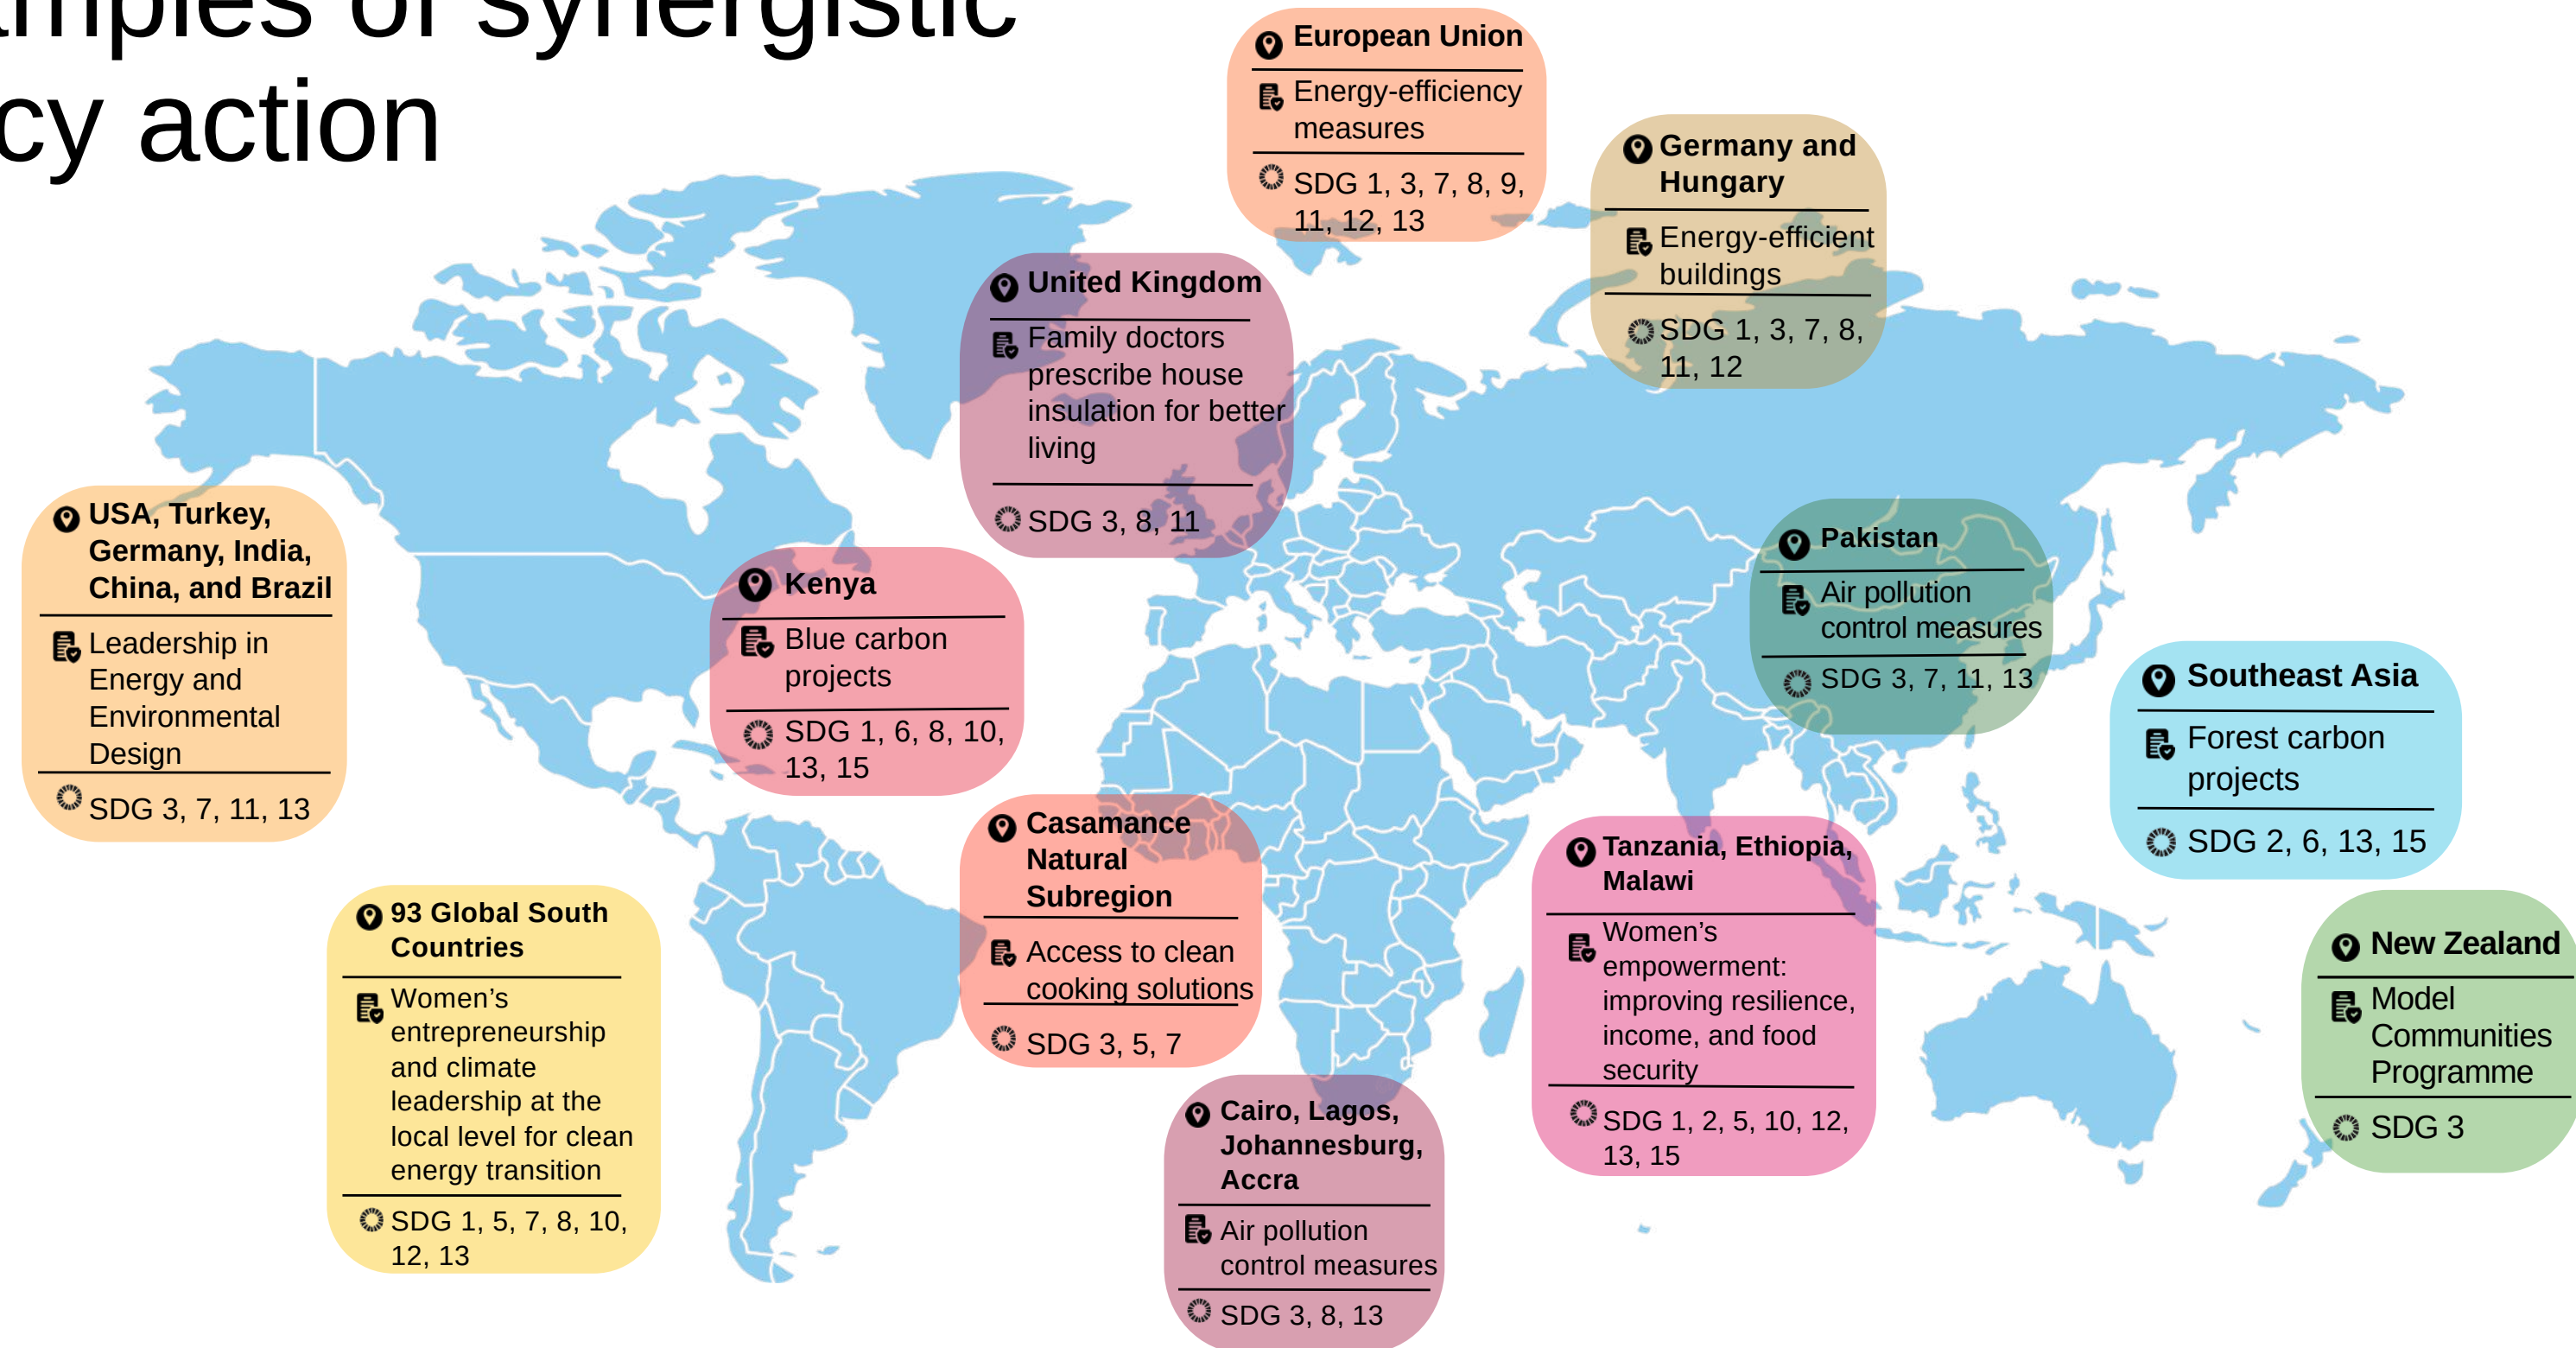 amples of synergistic
cy action
European Union
Energy-efficiency
measures
SDG 1, 3, 7, 8, 9,
11, 12, 13
Germany and
Hungary
Energy-efficient
buildings
SDG 1, 3, 7, 8,
11, 12
United Kingdom
Family doctors
prescribe house
insulation for better
living
SDG 3, 8, 11
USA, Turkey,
Germany, India,
China, and Brazil
Leadership in
Energy and
Environmental
Design
SDG 3, 7, 11, 13
Kenya
Blue carbon
projects
SDG 1, 6, 8, 10,
13, 15
Pakistan
Air pollution
control measures
SDG 3, 7, 11, 13
Southeast Asia
Forest carbon
projects
SDG 2, 6, 13, 15
93 Global South
Countries
Women’s
entrepreneurship
and climate
leadership at the
local level for clean
energy transition
SDG 1, 5, 7, 8, 10,
12, 13
Casamance
Natural
Subregion
Access to clean
cooking solutions
SDG 3, 5, 7
Tanzania, Ethiopia,
Malawi
Women’s
empowerment:
improving resilience,
income, and food
security
SDG 1, 2, 5, 10, 12,
13, 15
New Zealand
Model
Communities
Programme
SDG 3
Cairo, Lagos,
Johannesburg,
Accra
Air pollution
control measures
SDG 3, 8, 13